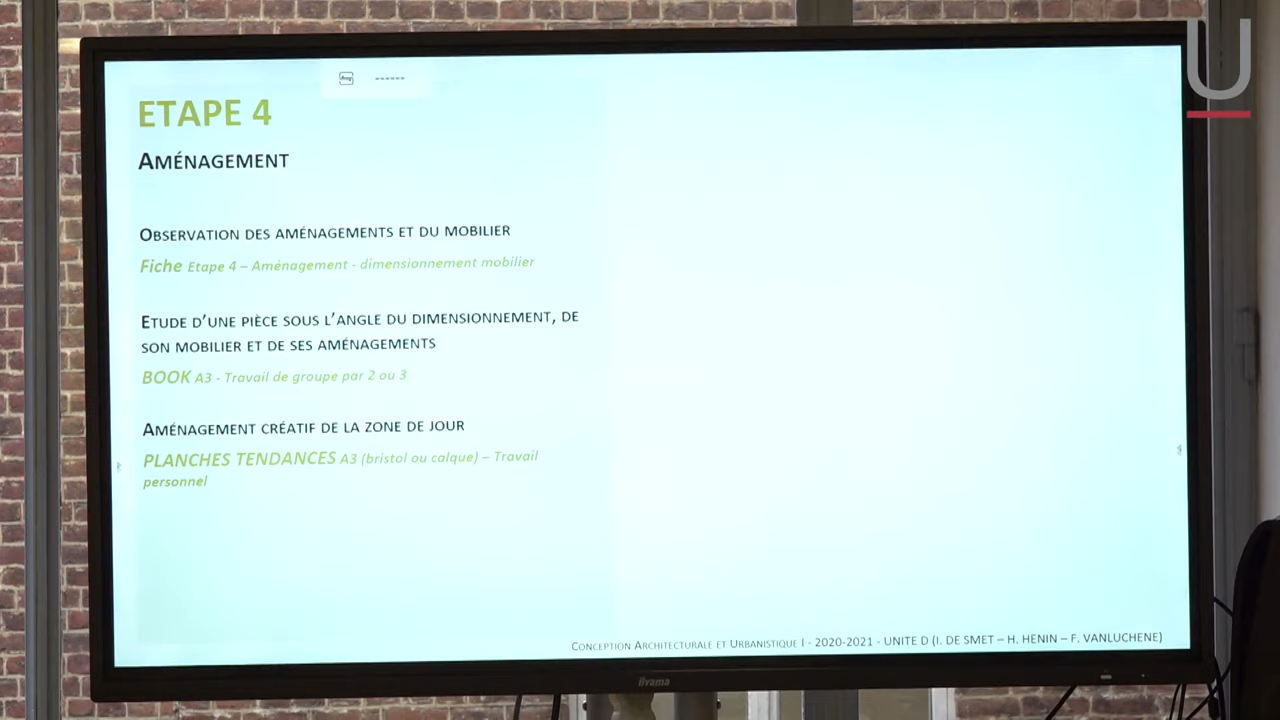 U
------
ETAPE 4
AMÉNAGEMENT
OBSERVATION DES AMÉNAGEMENTS ET DU MOBILIER
Fiche Etape 4 – Aménagement - dimensionnement mobilier
ETUDE D'UNE PIÈCE SOUS L'ANGLE DU DIMENSIONNEMENT, DE
SON MOBILIER ET DE SES AMÉNAGEMENTS
BOOK A3 - Travail de groupe par 2 ou 3
AMÉNAGEMENT CRÉATIF DE LA ZONE DE JOUR
PLANCHES TENDANCES A3 (bristol ou calque) – Travail
personnel
CONCEPTION ARCHITECTURALE ET URBANISTIQUE I - 2020-2021 - UNITE D (I. DE SMET – H. HENIN – F. VANLUCHENE)
iiyama